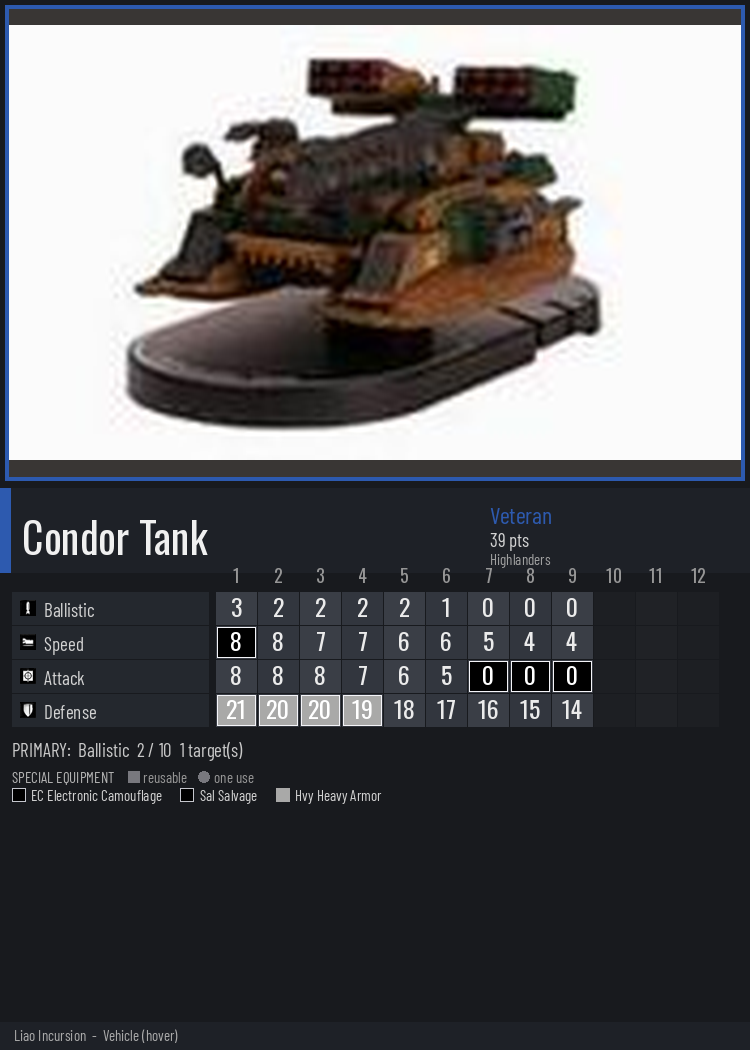 Condor Tank
Veteran
39 pts
Highlanders
1 2 3 4 5 6 7 8 9 10 11 12
Ballistic 3 2 2 2 2 1 0 0 0
Speed 8 8 7 7 6 6 5 4 4
Attack 8 8 8 7 6 5 0 0 0
Defense 21 20 20 19 18 17 16 15 14
PRIMARY: Ballistic 2 / 10 1 target(s)
SPECIAL EQUIPMENT reusable one use
EC Electronic Camouflage Sal Salvage Hvy Heavy Armor
Liao Incursion - Vehicle (hover)